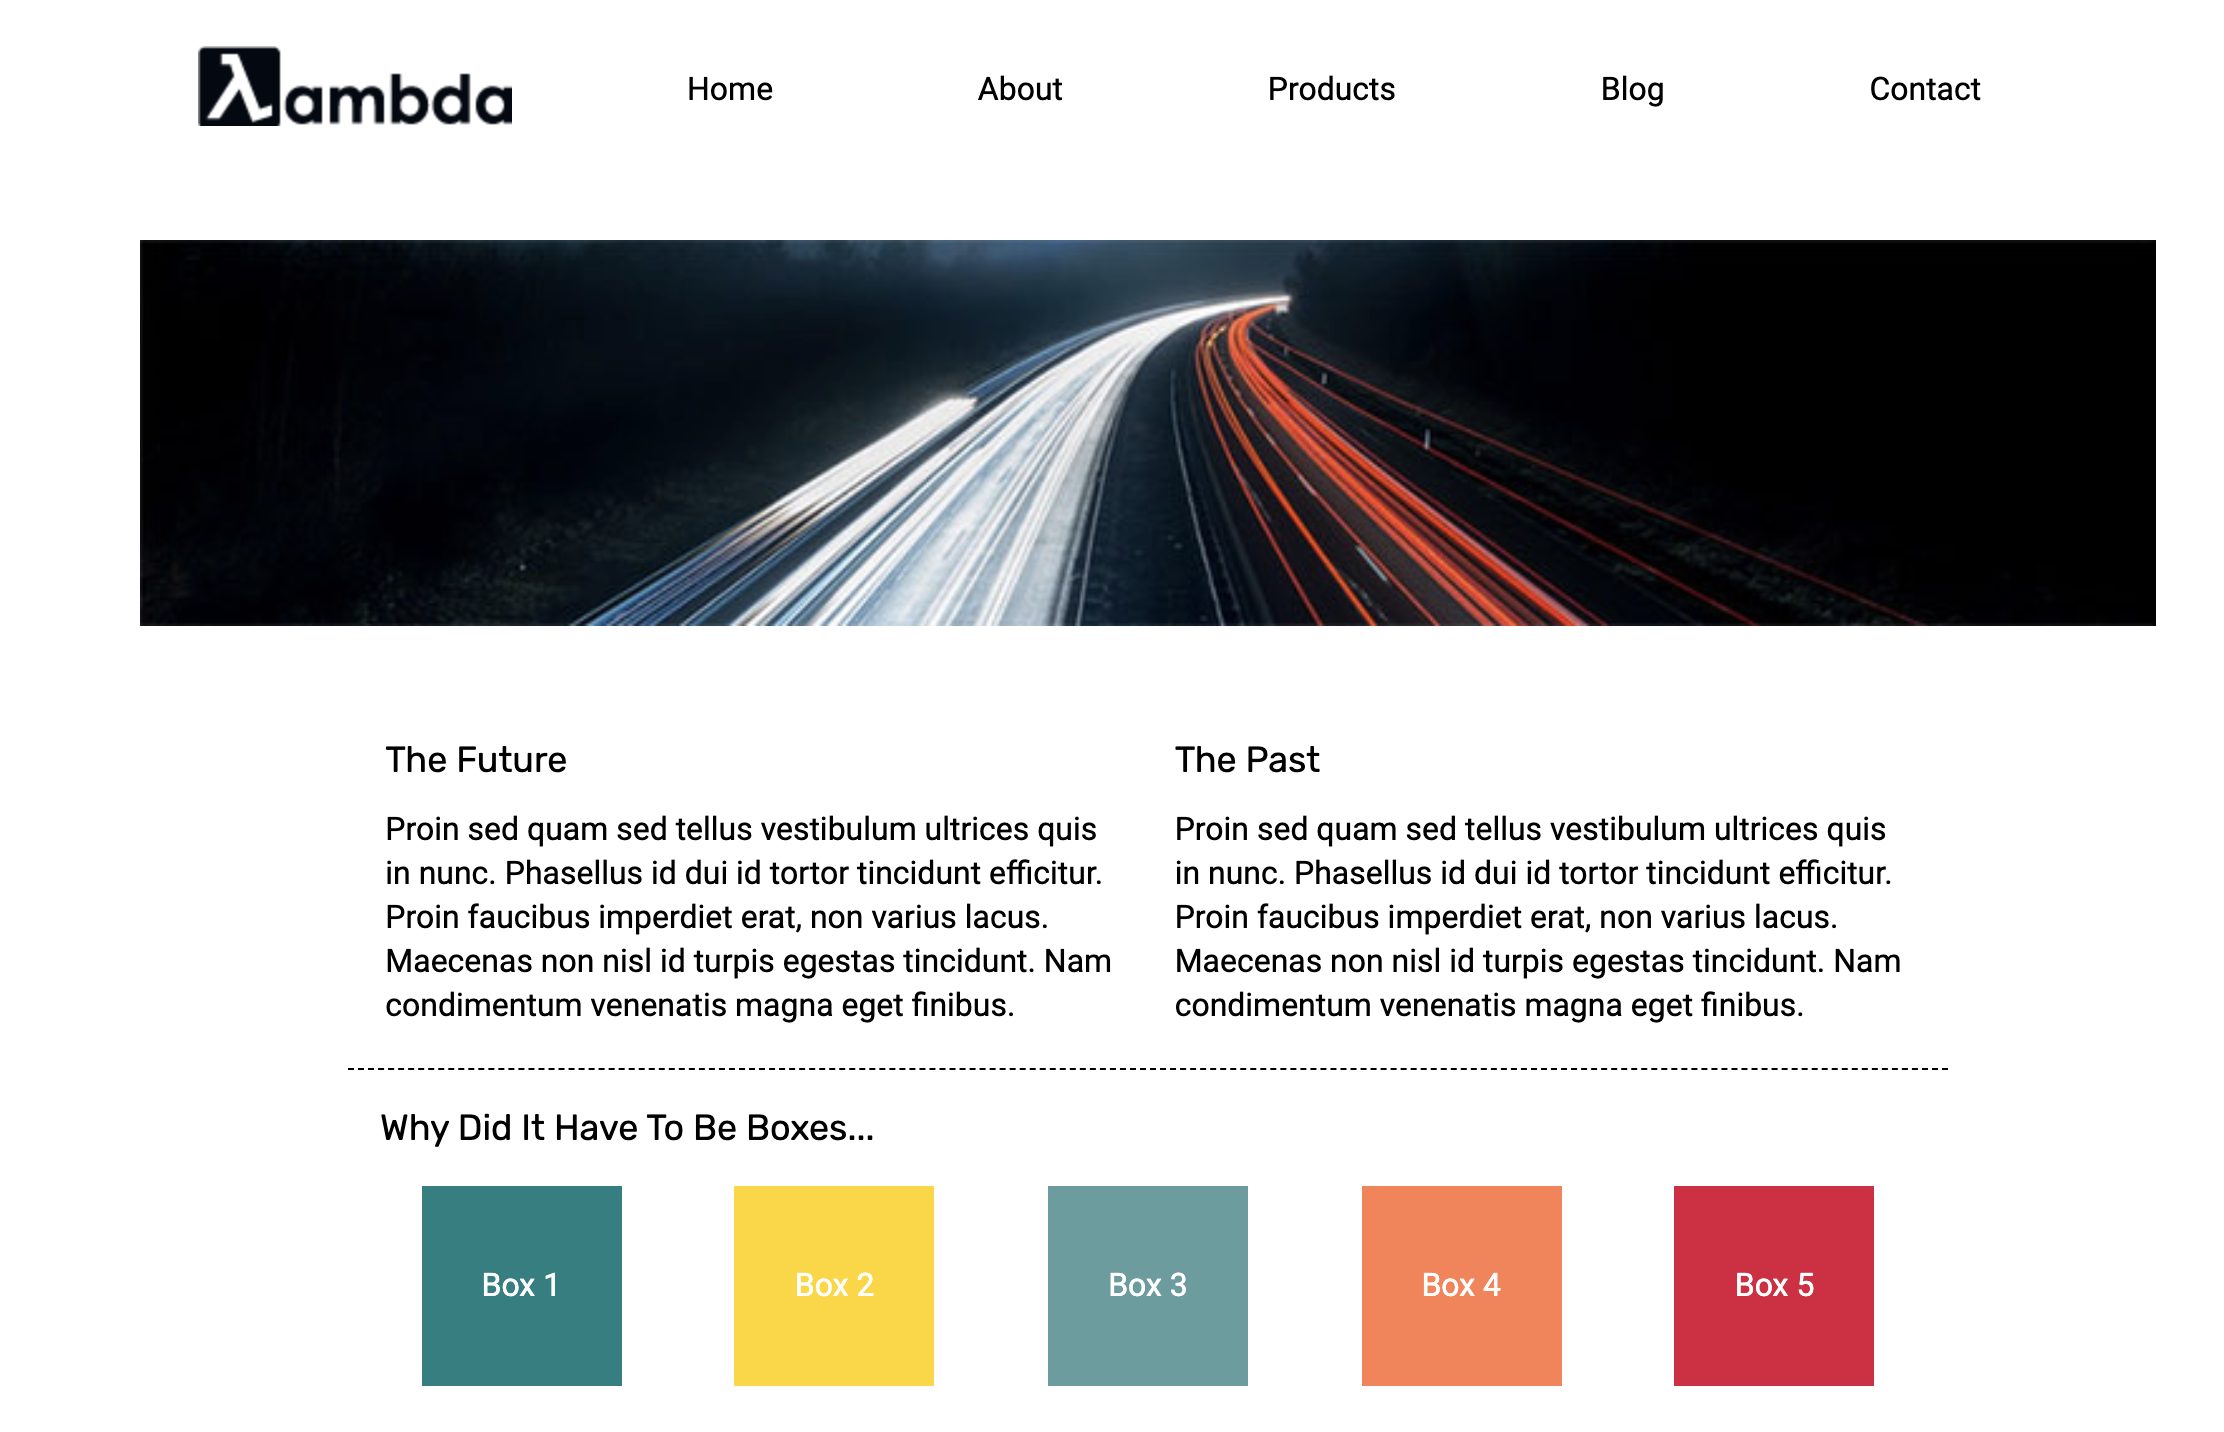 λambda
Home About Products Blog Contact
The Future
Proin sed quam sed tellus vestibulum ultrices quis
in nunc. Phasellus id dui id tortor tincidunt efficitur.
Proin faucibus imperdiet erat, non varius lacus.
Maecenas non nisl id turpis egestas tincidunt. Nam
condimentum venenatis magna eget finibus.
The Past
Proin sed quam sed tellus vestibulum ultrices quis
in nunc. Phasellus id dui id tortor tincidunt efficitur.
Proin faucibus imperdiet erat, non varius lacus.
Maecenas non nisl id turpis egestas tincidunt. Nam
condimentum venenatis magna eget finibus.
Why Did It Have To Be Boxes...
Box 1 Box 2 Box 3 Box 4 Box 5